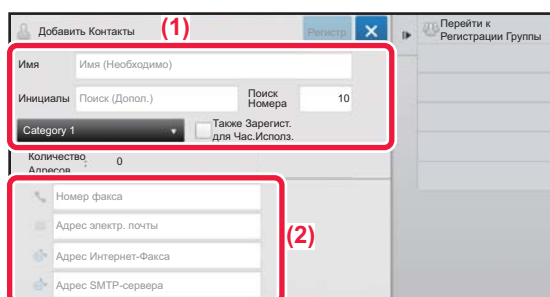 Добавить Контакты
(1)
Регистр.
Перейти к
Регистрации Группы
Имя
Имя (Необходимо)
Инициалы
Поиск (Допол.)
Поиск
Номера
10
Category 1
Также Зарегист.
для Час.Исполз.
Количество
Адресов
:
0
Номер факса
Адрес электр. почты
(2)
Адрес Интернет-Факса
Адрес SMTP-сервера